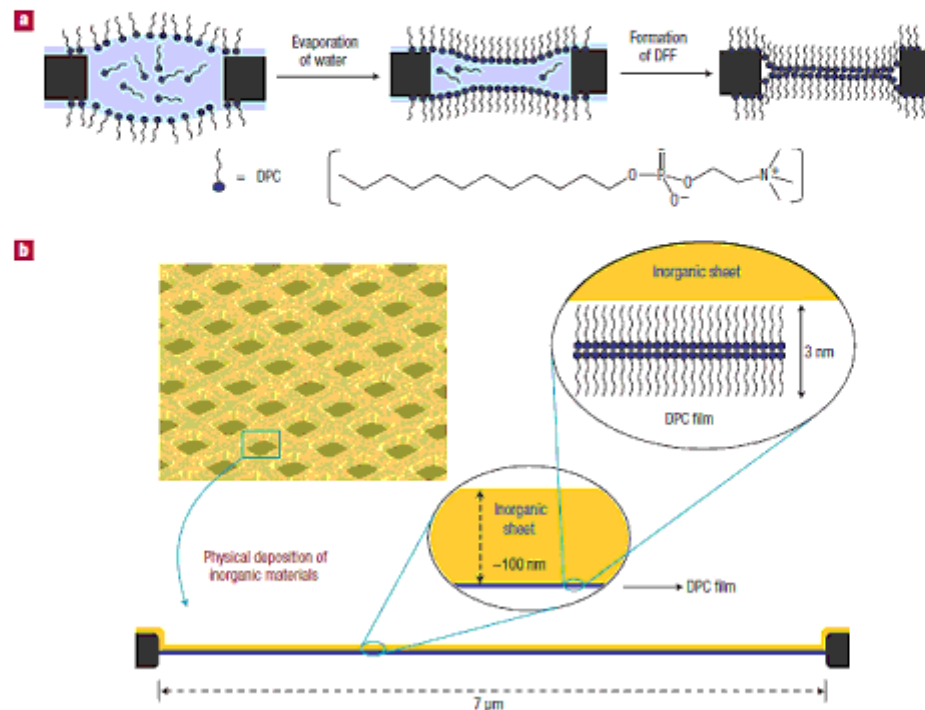 a
Evaporation
of water
Formation
of DFF
= DPC
O
P
O
O
O−
N
+
b
Inorganic sheet
3 nm
DPC film
Inorganic
sheet
~100 nm
DPC film
Physical deposition of
inorganic materials
7 µm